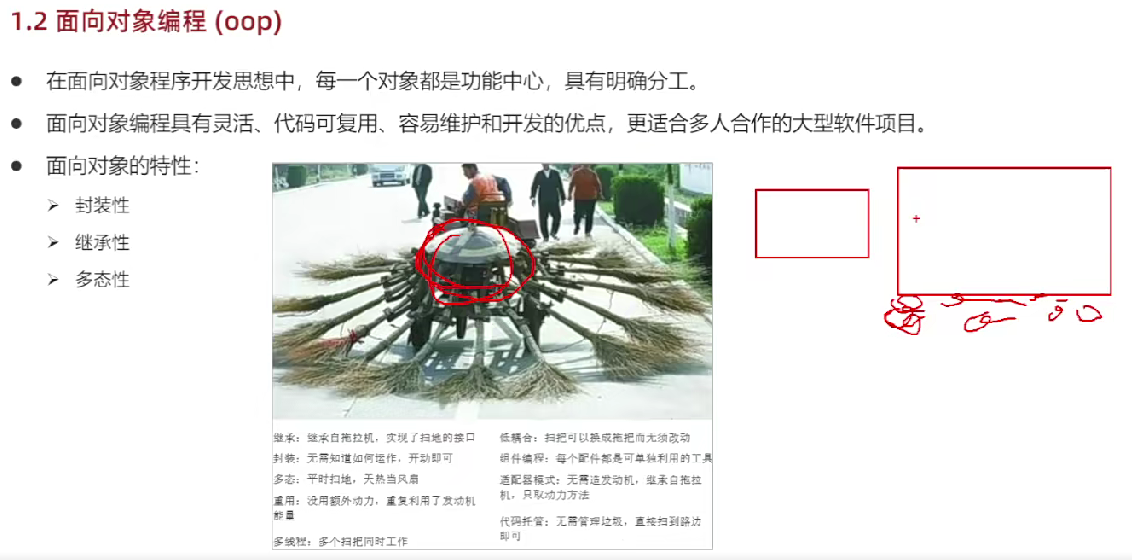 1.2 面向对象编程 (oop)
● 在面向对象程序开发思想中，每一个对象都是功能中心，具有明确分工。
● 面向对象编程具有灵活、代码可复用、容易维护和开发的优点，更适合多人合作的大型软件项目。
● 面向对象的特性：
➢ 封装性
➢ 继承性
➢ 多态性
继承：继承自拖拉机，实现了扫地的接口
封装：无需知道如何运作，开动即可
多态：平时扫地，天热当风扇
重用：没用额外动力，重复利用了发动机
能量
多线程：多个扫把同时工作
低耦合：扫把可以换成拖把而无须改动
组件编程：每个配件都是可单独利用的工具
适配器模式：无需造发动机，继承自拖拉
机，只取动力方法
代码托管：无需管理垃圾，直接扫到路边
即可